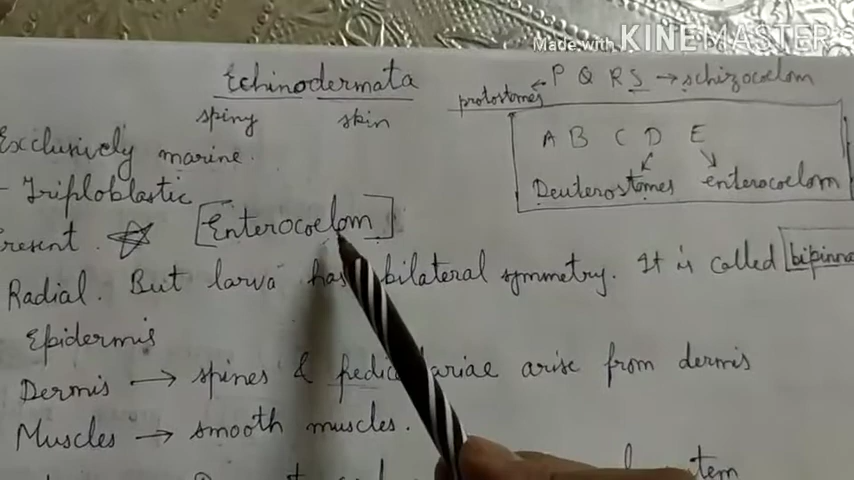 Made with KINEMASTER
Echinodermata
protostomes ← P Q R S → schizocoelom
spiny skin
A B C D E
Exclusively marine.
Deuterostomes enterocoelom
- Triploblastic
Present. [Enterocoelom]
Radial. But larva has bilateral symmetry. It is called bipinna
Epidermis
Dermis → spines & pedicellariae arise from dermis
Muscles → smooth muscles.